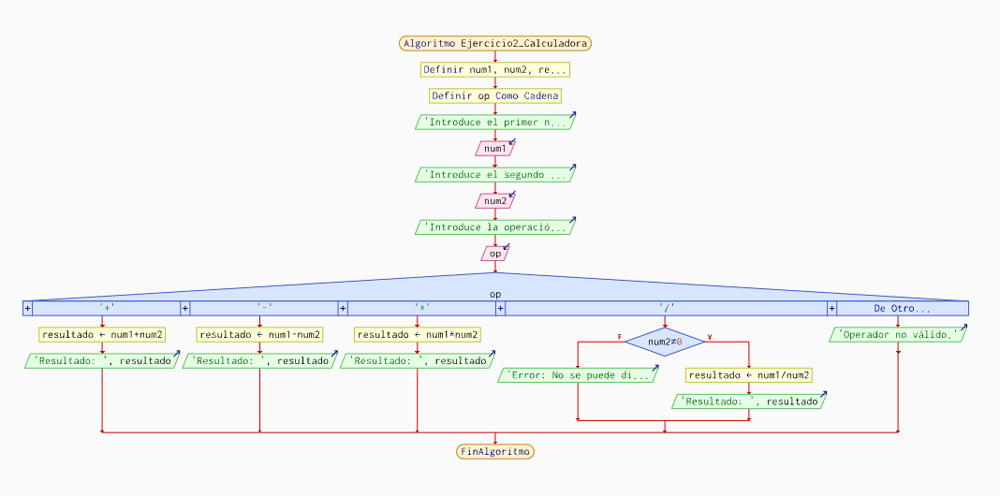 Algoritmo Ejercicio2_Calculadora
Definir num1, num2, re...
Definir op Como Cadena
'Introduce el primer n...
num1
'Introduce el segundo ...
num2
'Introduce la operació...
op
op
+ '+' + '-' + '*' + '/' + De Otro...
resultado ← num1+num2 resultado ← num1-num2 resultado ← num1*num2 F num2≠0 V 'Operador no válido.'
'Resultado: ', resultado 'Resultado: ', resultado 'Resultado: ', resultado
'Error: No se puede di... resultado ← num1/num2
'Resultado: ', resultado
FinAlgoritmo